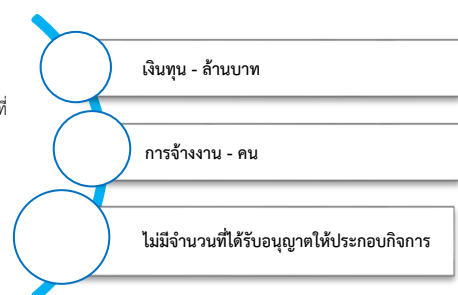 เงินทุน - ล้านบาท
ที่
การจ้างงาน - คน
ไม่มีจำนวนที่ได้รับอนุญาตให้ประกอบกิจการ